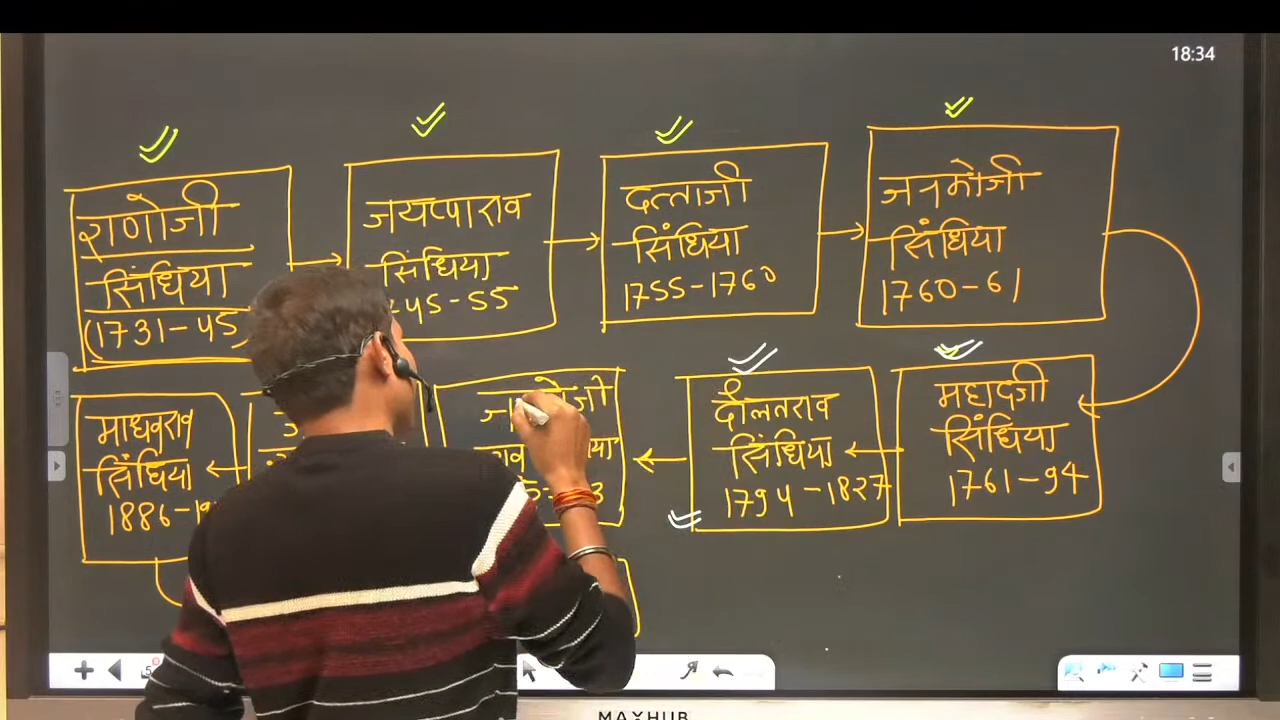 18:34
राणोजी
सिंधिया
(1731-45)
जयप्पाराव
सिंधिया
45-55
दत्ताजी
सिंधिया
1755-1760
जनकोजी
सिंधिया
1760-61
महादजी
सिंधिया
1761-94
दौलतराव
सिंधिया
1794-1827
माधवराव
सिंधिया
1886-19
MAXHUB